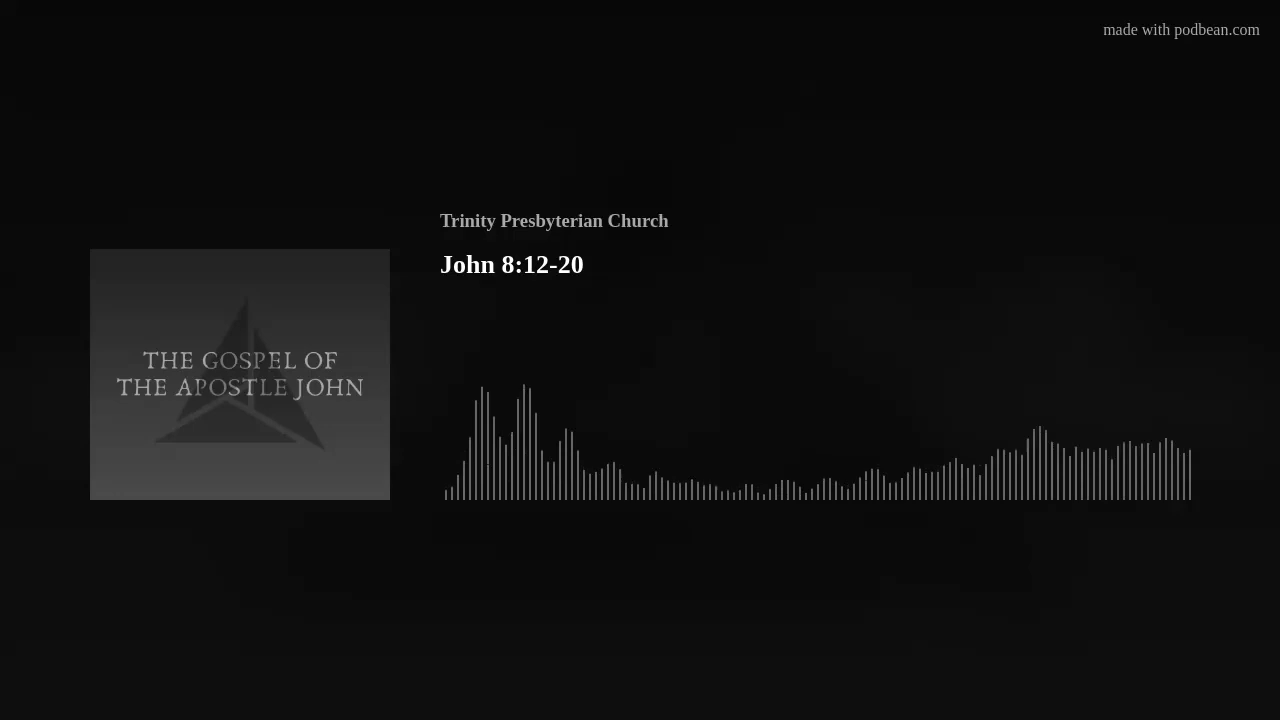 made with podbean.com
Trinity Presbyterian Church
John 8:12-20
THE GOSPEL OF
THE APOSTLE JOHN